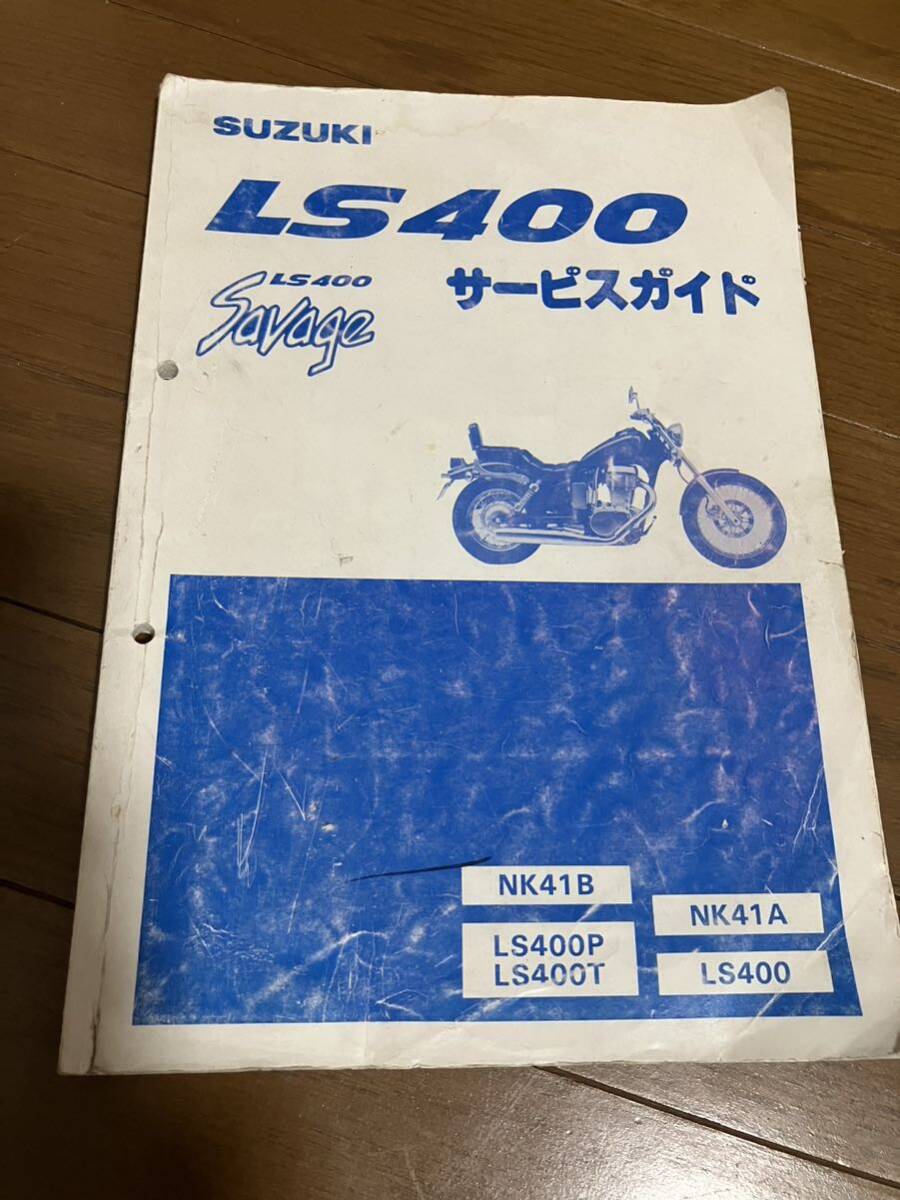 SUZUKI
LS400
LS400
Savage
サービスガイド
NK41B
LS400P
LS400T
NK41A
LS400